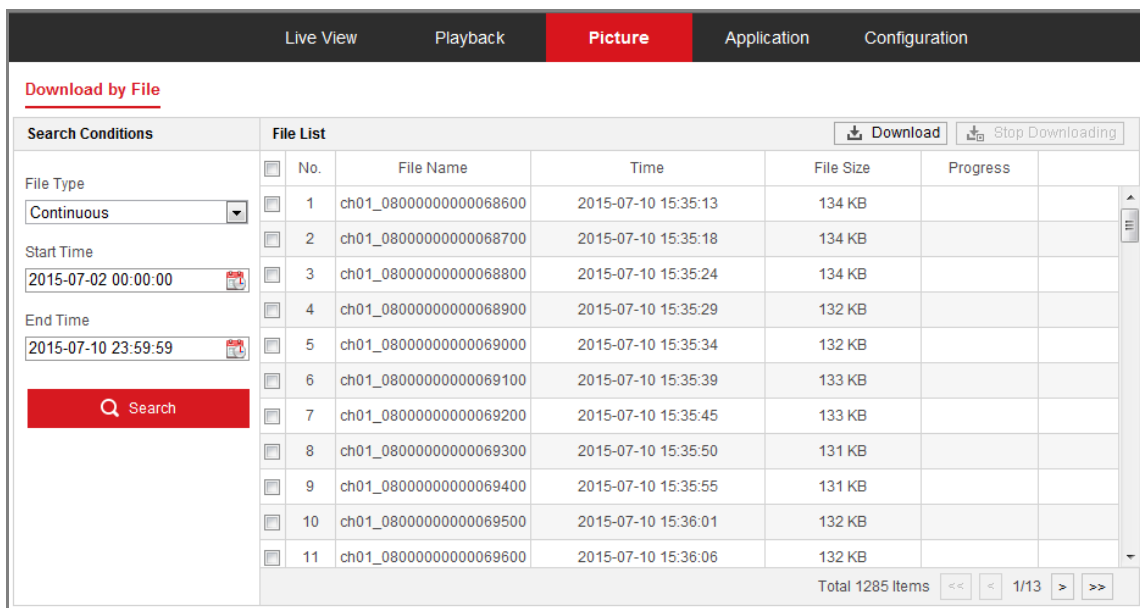 Live View Playback Picture Application Configuration
Download by File
Search Conditions File List Download Stop Downloading
No. File Name Time File Size Progress
File Type
Continuous
Start Time
2015-07-02 00:00:00
End Time
2015-07-10 23:59:59
Search
1 ch01_08000000000068600 2015-07-10 15:35:13 134 KB
2 ch01_08000000000068700 2015-07-10 15:35:18 134 KB
3 ch01_08000000000068800 2015-07-10 15:35:24 134 KB
4 ch01_08000000000068900 2015-07-10 15:35:29 132 KB
5 ch01_08000000000069000 2015-07-10 15:35:34 132 KB
6 ch01_08000000000069100 2015-07-10 15:35:39 133 KB
7 ch01_08000000000069200 2015-07-10 15:35:45 133 KB
8 ch01_08000000000069300 2015-07-10 15:35:50 131 KB
9 ch01_08000000000069400 2015-07-10 15:35:55 131 KB
10 ch01_08000000000069500 2015-07-10 15:36:01 132 KB
11 ch01_08000000000069600 2015-07-10 15:36:06 132 KB
Total 1285 Items << < 1/13 > >>